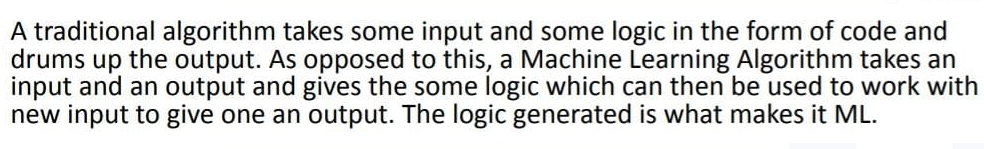 A traditional algorithm takes some input and some logic in the form of code and
drums up the output. As opposed to this, a Machine Learning Algorithm takes an
input and an output and gives the some logic which can then be used to work with
new input to give one an output. The logic generated is what makes it ML.